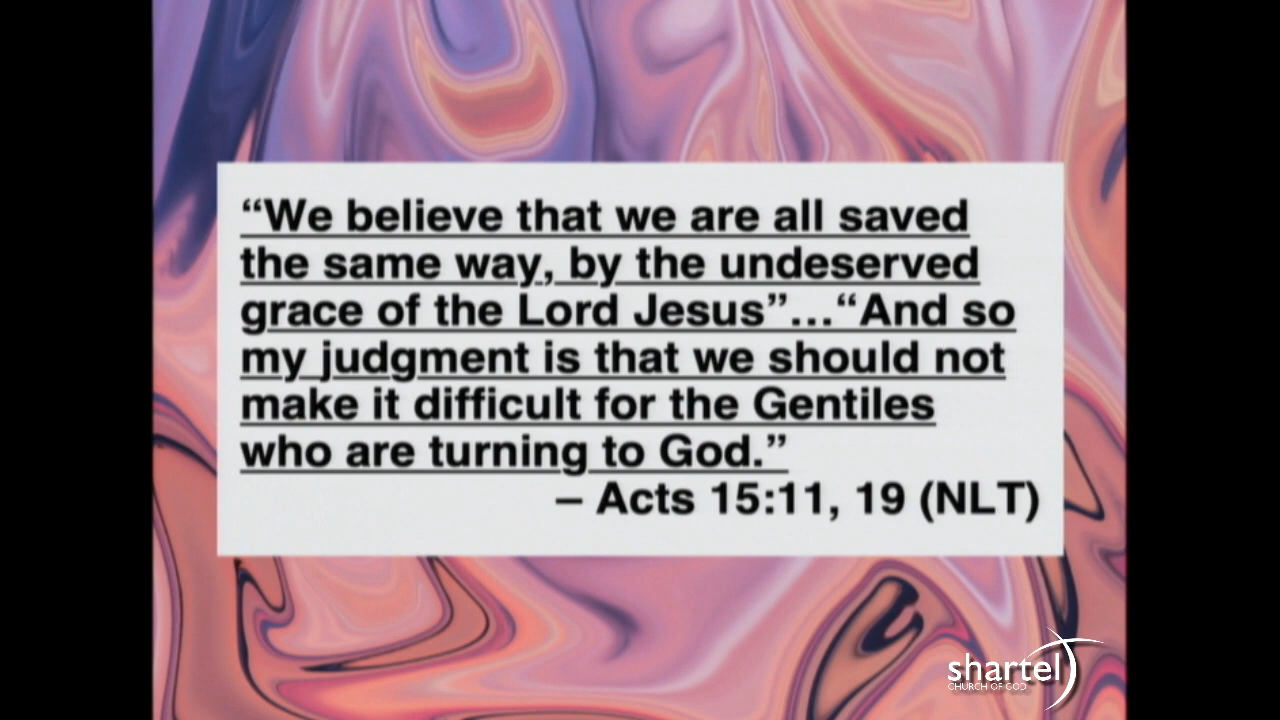 “We believe that we are all saved
the same way, by the undeserved
grace of the Lord Jesus”...“And so
my judgment is that we should not
make it difficult for the Gentiles
who are turning to God.”
– Acts 15:11, 19 (NLT)
shartel
CHURCH OF GOD